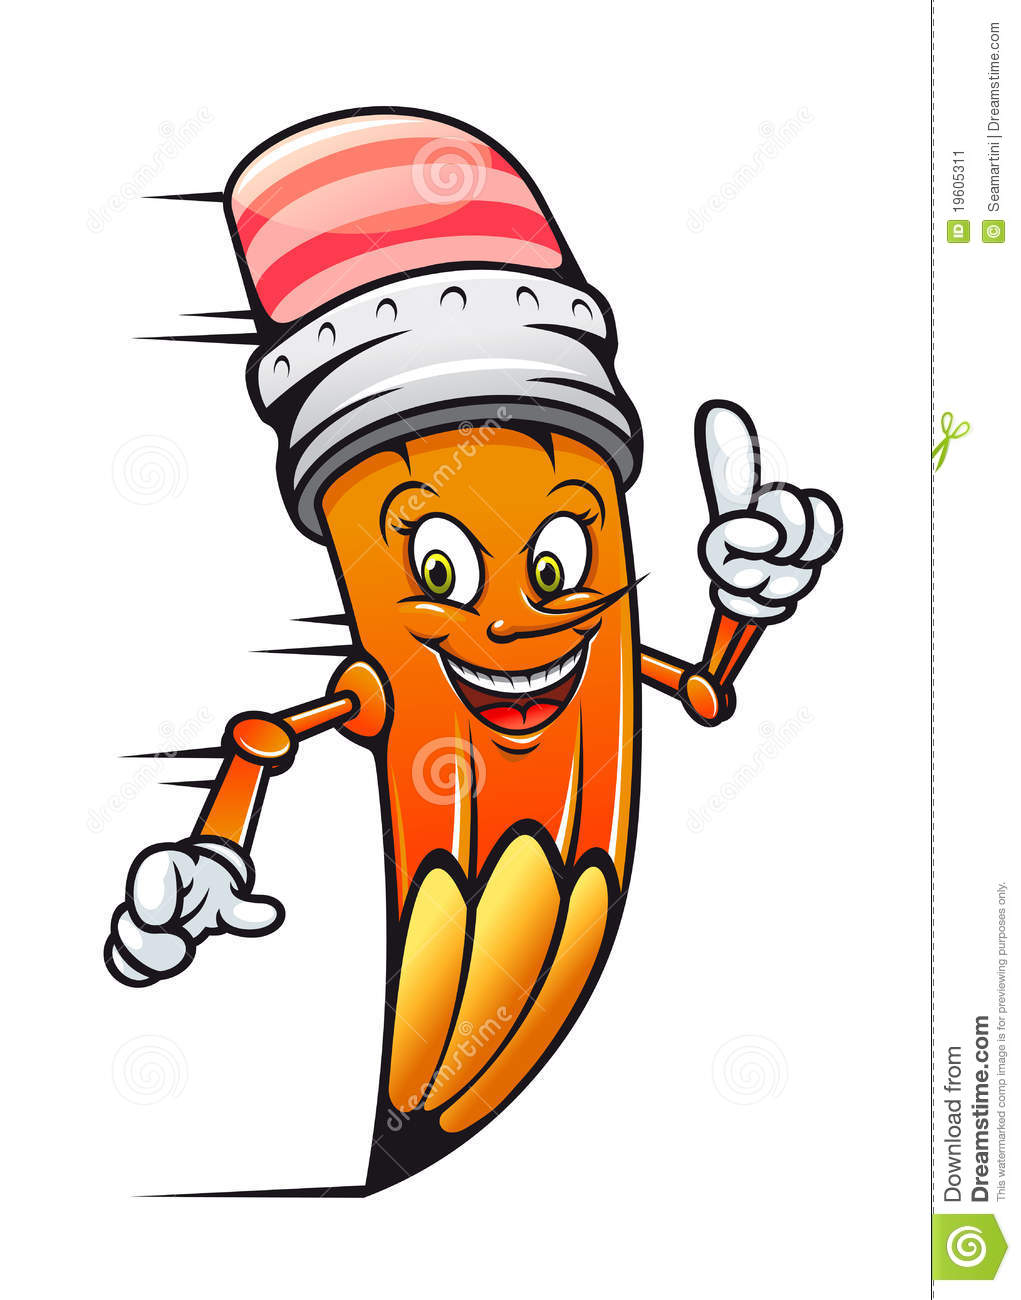 19605311
© Seamartini | Dreamstime.com
ID
Download from
Dreamstime.com
This watermarked comp image is for previewing purposes only.
dreamstime
dreamstime
dreamstime
dreamstime
dreamstime
dreamstime
dreamstime